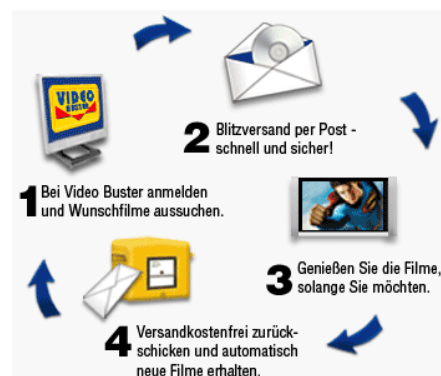 VIDEO
BUSTER
1 Bei Video Buster anmelden
und Wunschfilme aussuchen.
2 Blitzversand per Post -
schnell und sicher!
3 Genießen Sie die Filme,
solange Sie möchten.
4 Versandkostenfrei zurück-
schicken und automatisch
neue Filme erhalten.